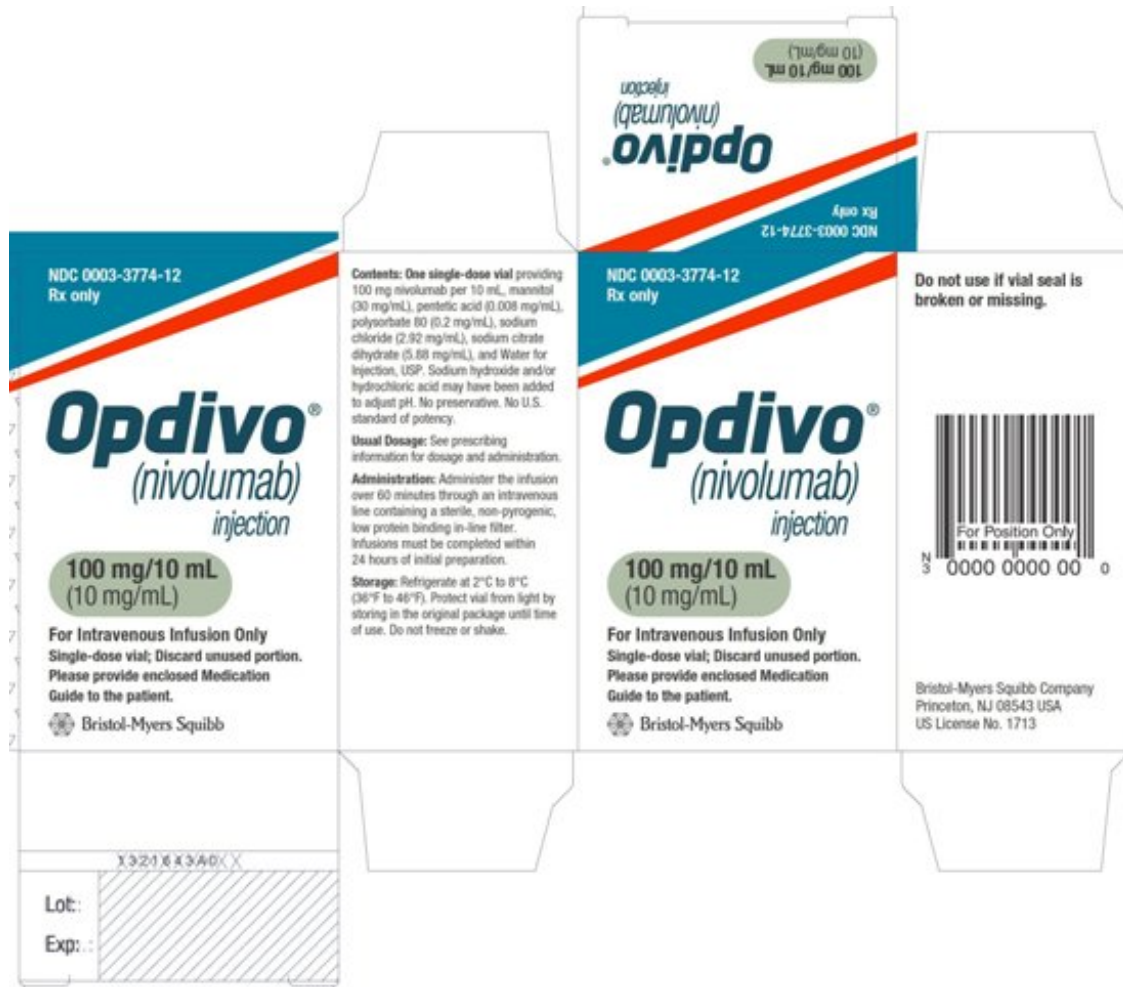 100 mg/10 mL
(10 mg/mL)
Opdivo®
(nivolumab)
injection
NDC 0003-3774-12
Rx only
NDC 0003-3774-12
Rx only
Opdivo®
(nivolumab)
injection
100 mg/10 mL
(10 mg/mL)
For Intravenous Infusion Only
Single-dose vial; Discard unused portion.
Please provide enclosed Medication
Guide to the patient.
Bristol-Myers Squibb
Contents: One single-dose vial providing
100 mg nivolumab per 10 mL, mannitol
(30 mg/mL), pentetic acid (0.008 mg/mL),
polysorbate 80 (0.2 mg/mL), sodium
chloride (2.92 mg/mL), sodium citrate
dihydrate (5.88 mg/mL), and Water for
Injection, USP. Sodium hydroxide and/or
hydrochloric acid may have been added
to adjust pH. No preservative. No U.S.
standard of potency.
Usual Dosage: See prescribing
information for dosage and administration.
Administration: Administer the infusion
over 60 minutes through an intravenous
line containing a sterile, non-pyrogenic,
low protein binding in-line filter.
Infusions must be completed within
24 hours of initial preparation.
Storage: Refrigerate at 2°C to 8°C
(36°F to 46°F). Protect vial from light by
storing in the original package until time
of use. Do not freeze or shake.
NDC 0003-3774-12
Rx only
Opdivo®
(nivolumab)
injection
100 mg/10 mL
(10 mg/mL)
For Intravenous Infusion Only
Single-dose vial; Discard unused portion.
Please provide enclosed Medication
Guide to the patient.
Bristol-Myers Squibb
Do not use if vial seal is
broken or missing.
For Position Only
N
3 0000 0000 00 0
Bristol-Myers Squibb Company
Princeton, NJ 08543 USA
US License No. 1713
1321643A0XX
Lot:
Exp: